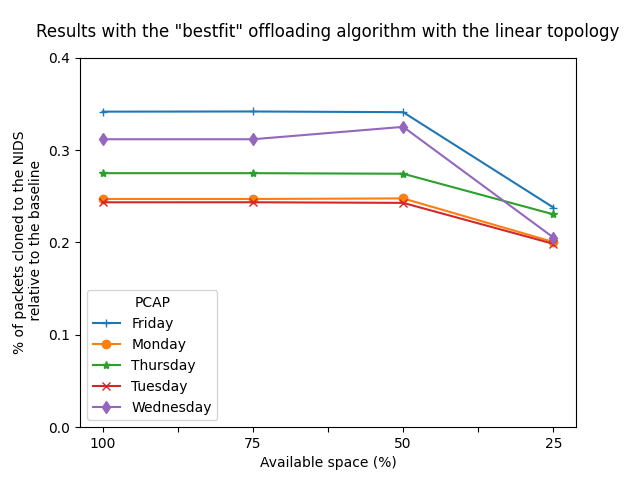 Results with the "bestfit" offloading algorithm with the linear topology
% of packets cloned to the NIDS
relative to the baseline
0.4
0.3
0.2
0.1
0.0
PCAP
Friday
Monday
Thursday
Tuesday
Wednesday
100 75 50 25
Available space (%)